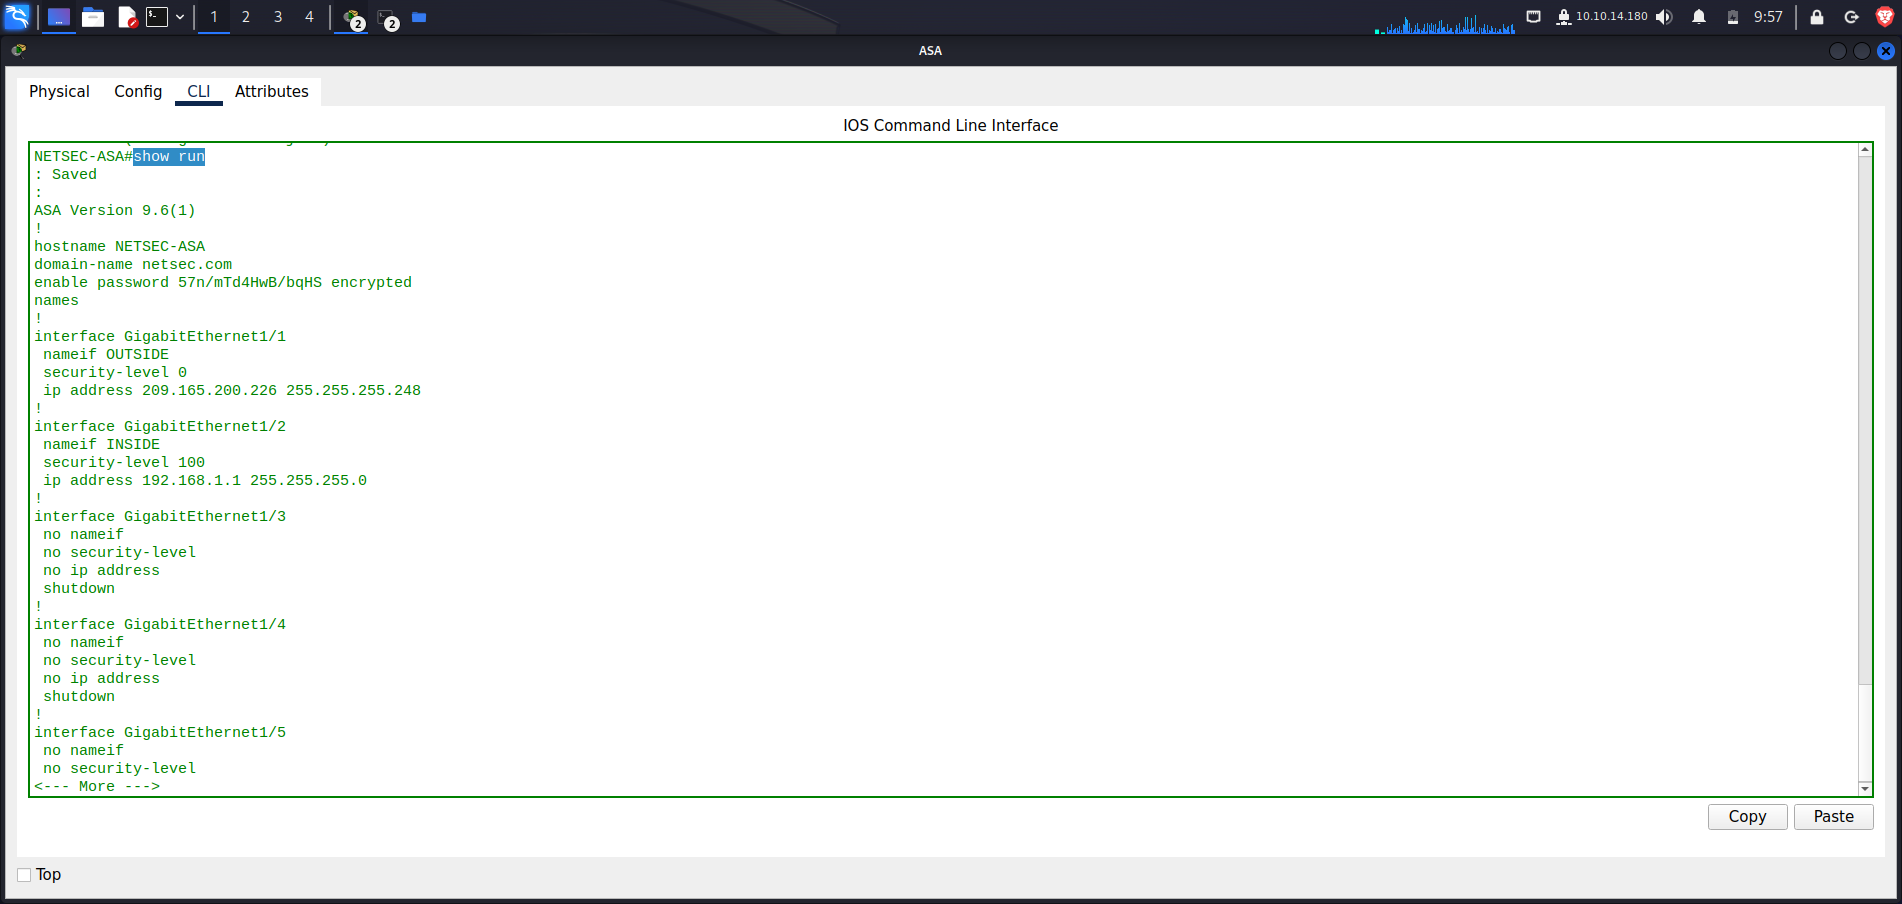 1 2 3 4 2 2 10.10.14.180 9:57
ASA
Physical Config CLI Attributes
IOS Command Line Interface
NETSEC-ASA#show run
: Saved
:
ASA Version 9.6(1)
!
hostname NETSEC-ASA
domain-name netsec.com
enable password 57n/mTd4HwB/bqHS encrypted
names
!
interface GigabitEthernet1/1
 nameif OUTSIDE
 security-level 0
 ip address 209.165.200.226 255.255.255.248
!
interface GigabitEthernet1/2
 nameif INSIDE
 security-level 100
 ip address 192.168.1.1 255.255.255.0
!
interface GigabitEthernet1/3
 no nameif
 no security-level
 no ip address
 shutdown
!
interface GigabitEthernet1/4
 no nameif
 no security-level
 no ip address
 shutdown
!
interface GigabitEthernet1/5
 no nameif
 no security-level
<--- More --->
Copy Paste
Top